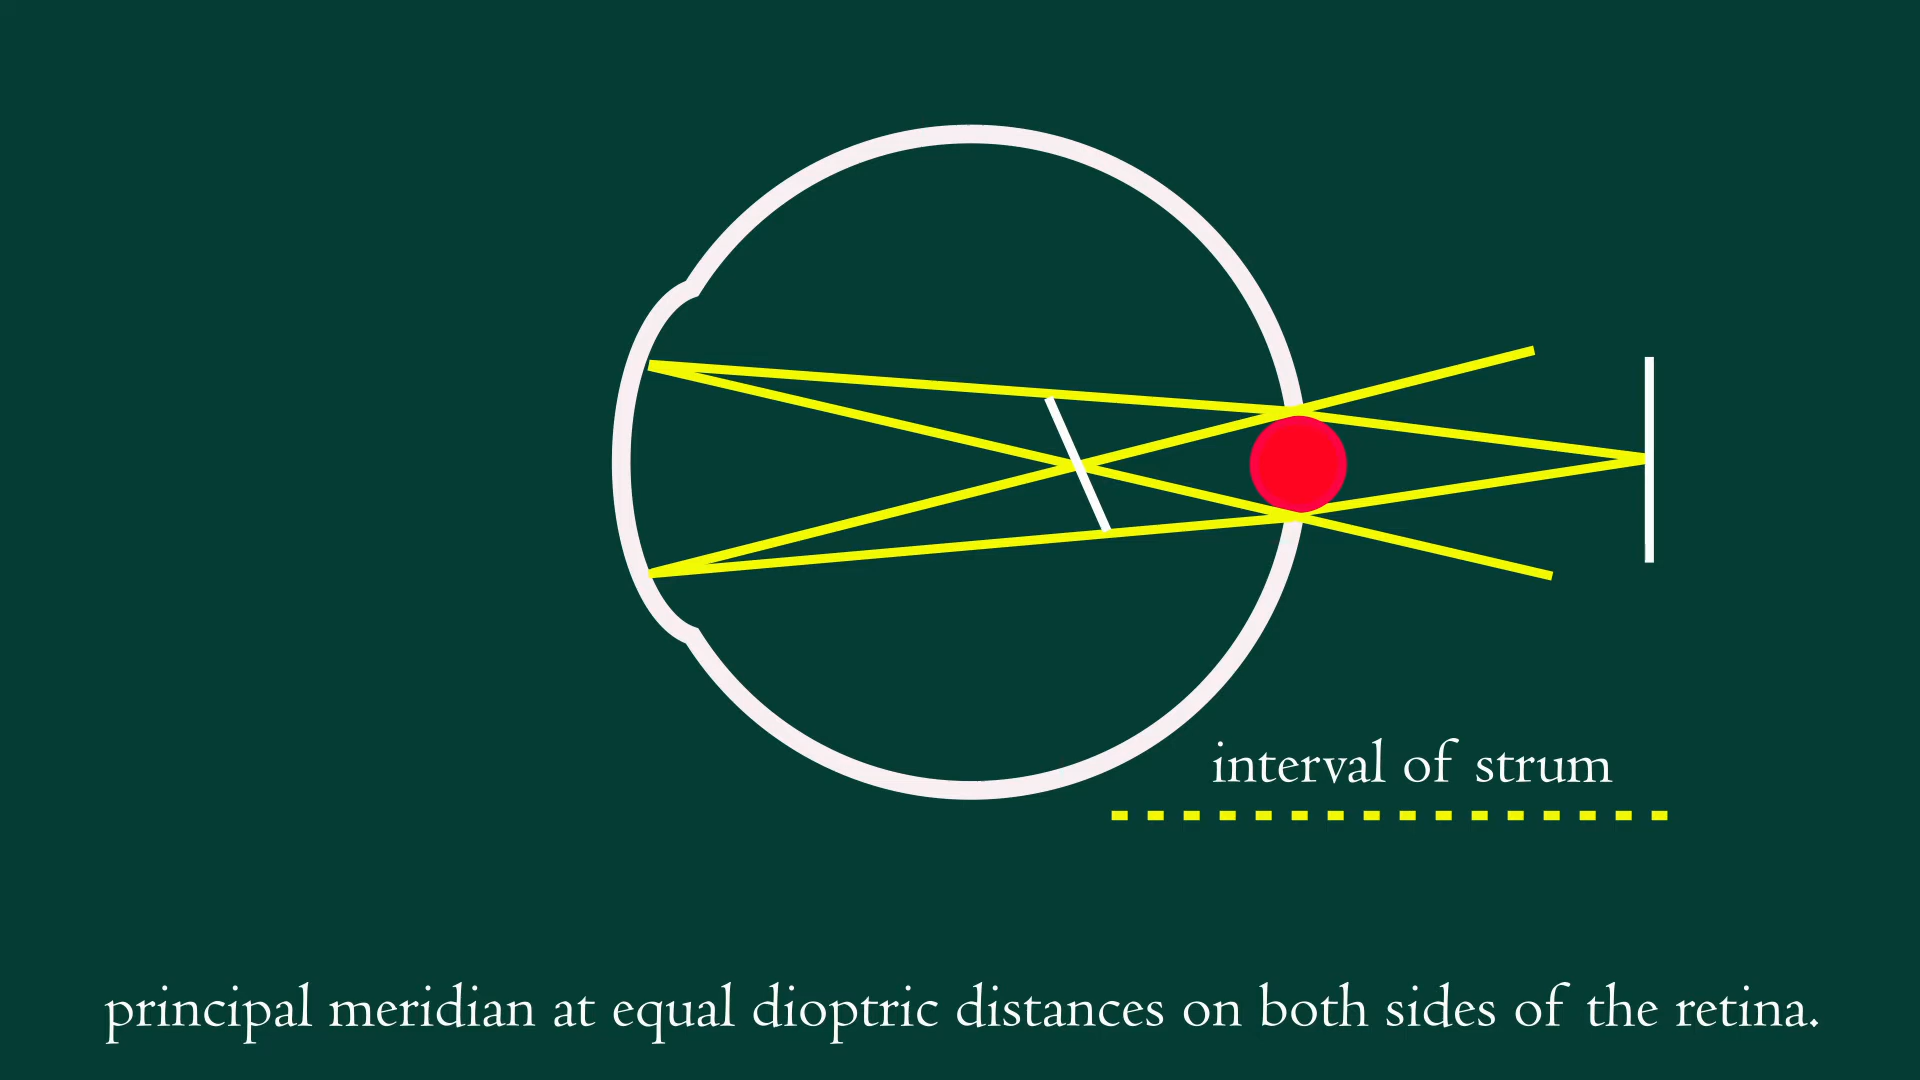 interval of strum
principal meridian at equal dioptric distances on both sides of the retina.